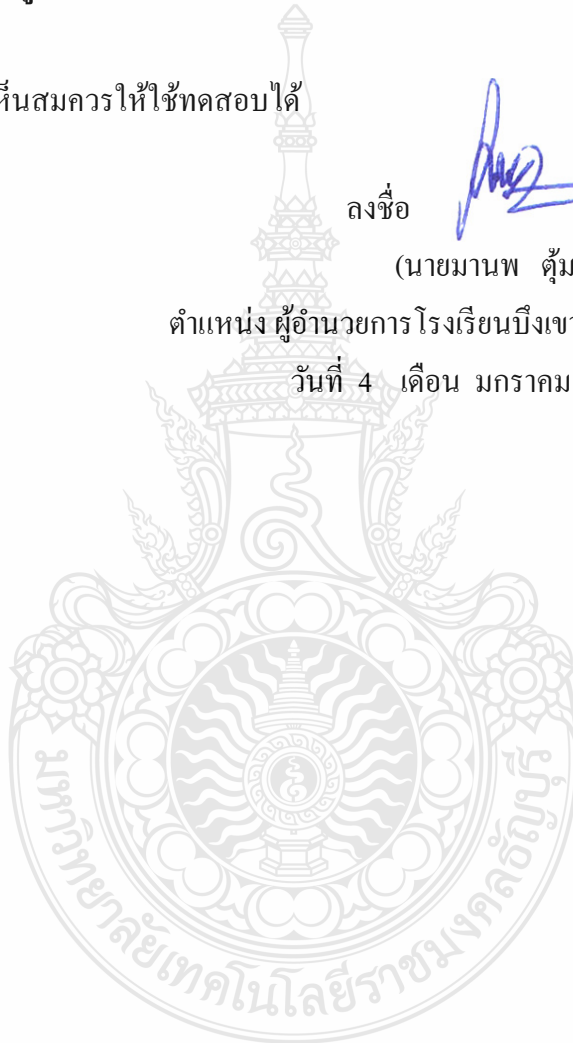 ห็นสมควรให้ใช้ทดสอบได้
ลงชื่อ
(นายมานพ ตุ้ม
ตำแหน่ง ผู้อำนวยการโรงเรียนบึงเขา
วันที่ 4 เดือน มกราคม
มหาวิทยาลัยเทคโนโลยีราชมงคลธัญบุรี